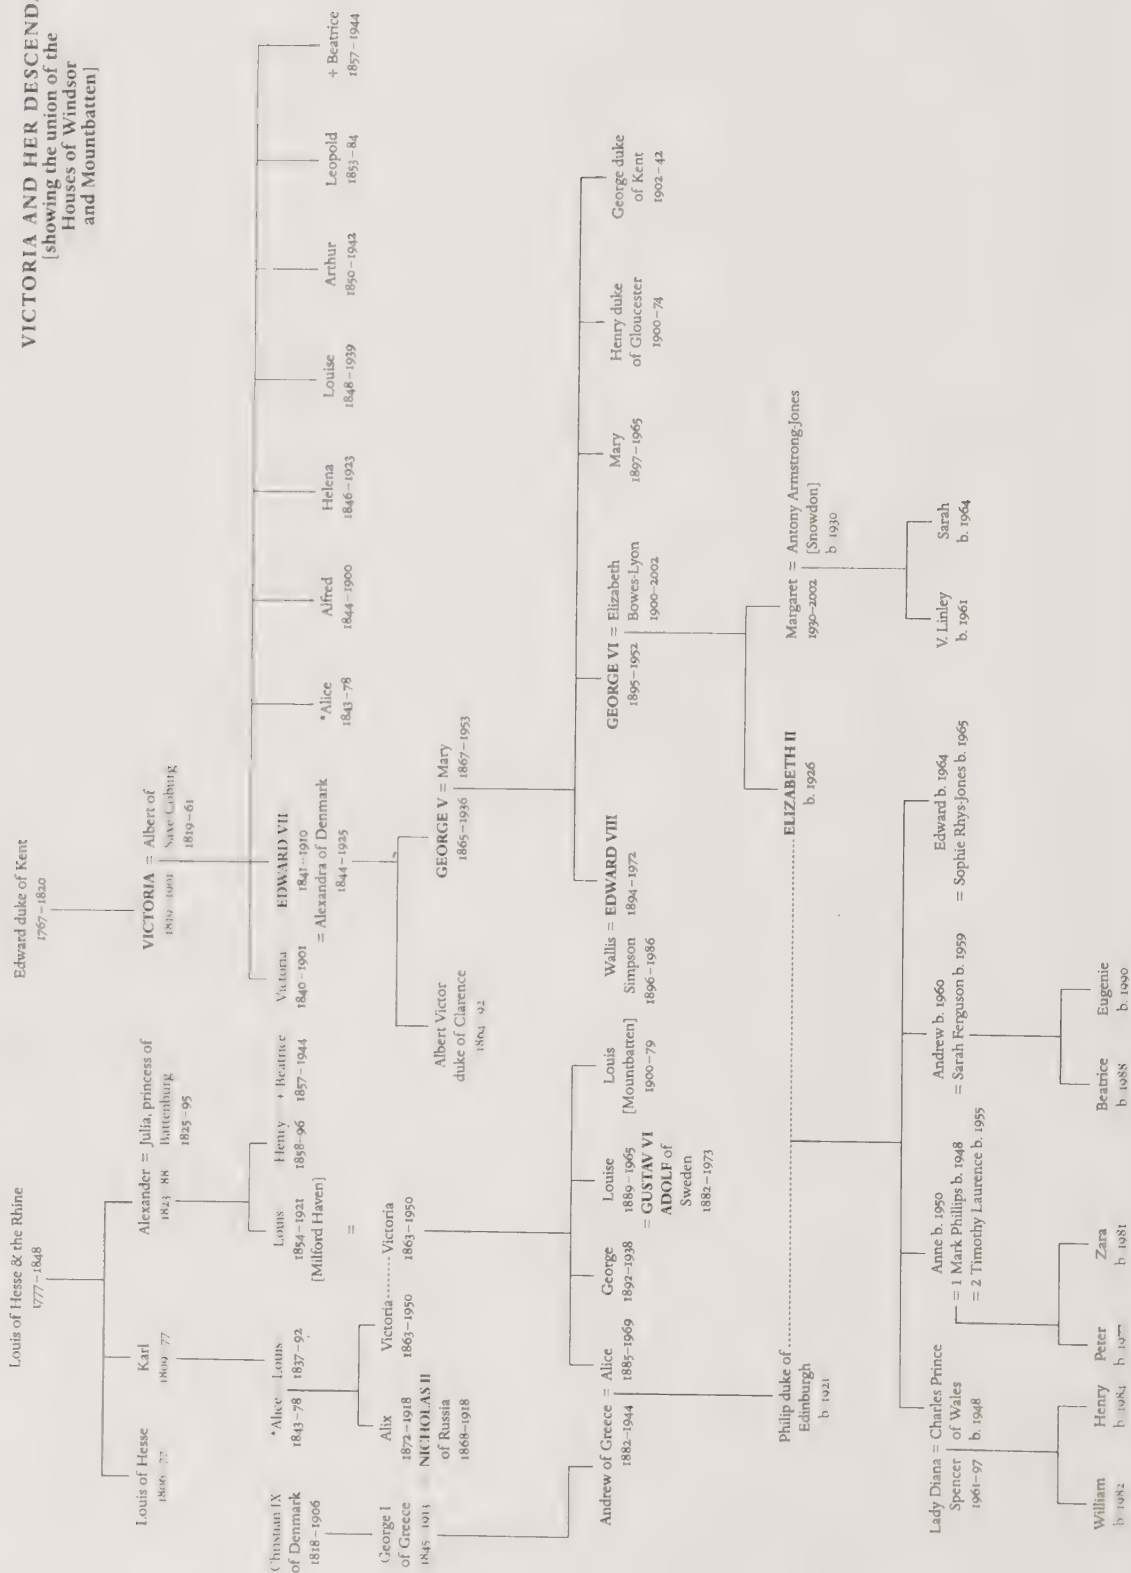 VICTORIA AND HER DESCENDA
[showing the union of the
Houses of Windsor
and Mountbatten]
Louis of Hesse & the Rhine
1777–1848
Edward duke of Kent
1767–1820
Louis of Hesse
Karl
Alexander = Julia, princess of
Battenburg
1823 88
1825–95
VICTORIA = Albert of
Saxe Coburg
1819 1901
1819–61
Christian IX
of Denmark
1818–1906
*Alice
1843–78
Louis
1837–92
Louis
1854–1921
[Milford Haven]
=
Henry
1858–96
+ Beatrice
1857–1944
Victoria
1840–1901
EDWARD VII
1841–1910
= Alexandra of Denmark
1844–1925
*Alice
1843–78
Alfred
1844–1900
Helena
1846–1923
Louise
1848–1939
Arthur
1850–1942
Leopold
1853–84
+ Beatrice
1857–1944
George I
of Greece
1845 1913
Alix
1872–1918
= NICHOLAS II
of Russia
1868–1918
Victoria
1863–1950
Victoria
1863–1950
Albert Victor
duke of Clarence
GEORGE V = Mary
1865–1936
1867–1953
Andrew of Greece = Alice
1882–1944
1885–1969
George
1892–1938
Louise
1889–1965
= GUSTAV VI
ADOLF of
Sweden
1882–1973
Louis
[Mountbatten]
1900–79
Wallis = EDWARD VIII
Simpson
1896–1986
1894–1972
GEORGE VI = Elizabeth
Bowes-Lyon
1895–1952
1900–2002
Mary
1897–1965
Henry duke
of Gloucester
1900–74
George duke
of Kent
1902–42
Philip duke of
Edinburgh
b 1921
ELIZABETH II
b. 1926
Margaret = Antony Armstrong-Jones
[Snowdon]
1930–2002
b 1930
Lady Diana = Charles Prince
Spencer of Wales
1961–97 b. 1948
Anne b. 1950
= 1 Mark Phillips b. 1948
= 2 Timothy Laurence b. 1955
Andrew b. 1960
= Sarah Ferguson b. 1959
Edward b. 1964
= Sophie Rhys-Jones b. 1965
V. Linley
b. 1961
Sarah
b. 1964
William
b 1982
Henry
b 1984
Peter
Zara
b 1981
Beatrice
b 1988
Eugenie
b. 1990